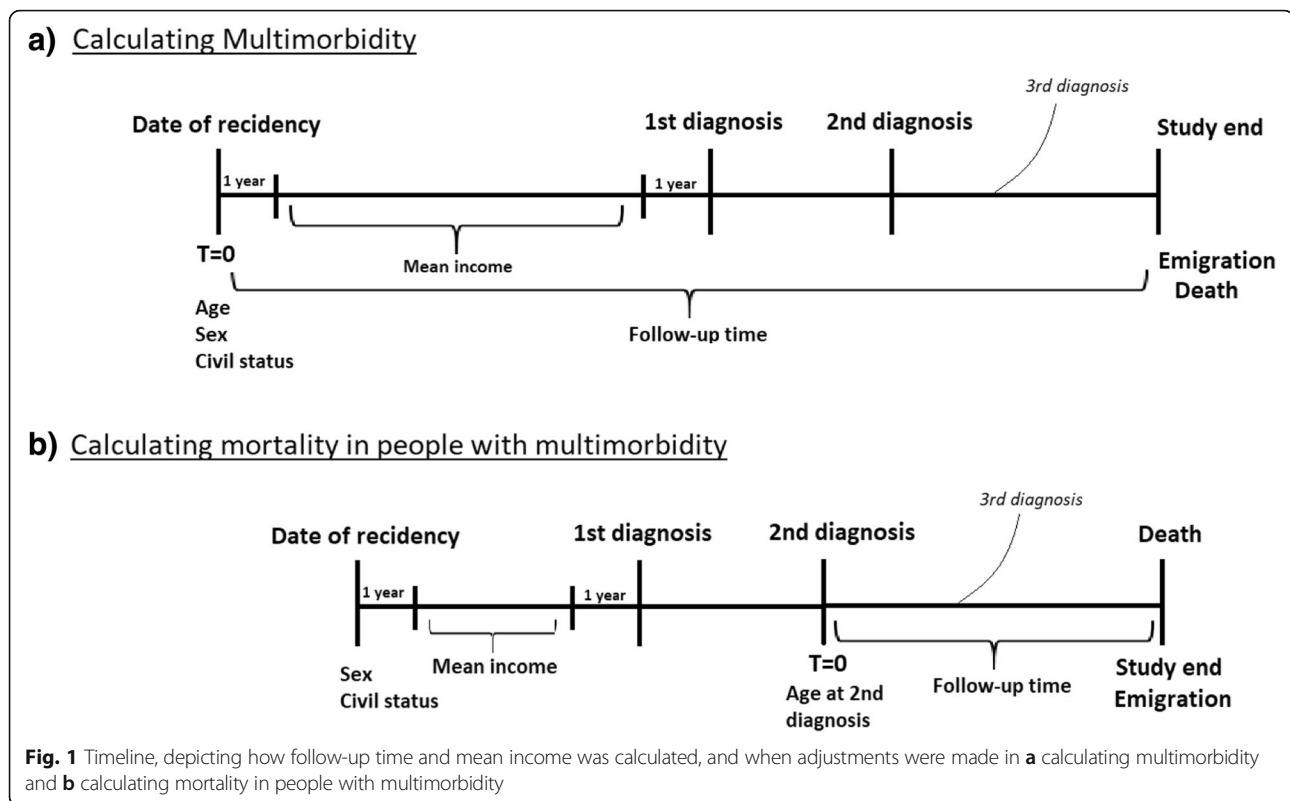 a) Calculating Multimorbidity
3rd diagnosis
Date of recidency
1st diagnosis
2nd diagnosis
Study end
1 year
1 year
T=0
Mean income
Emigration
Death
Age
Sex
Civil status
Follow-up time
b) Calculating mortality in people with multimorbidity
3rd diagnosis
Date of recidency
1st diagnosis
2nd diagnosis
Death
1 year
1 year
Sex
Civil status
Mean income
T=0
Age at 2nd
diagnosis
Follow-up time
Study end
Emigration
Fig. 1 Timeline, depicting how follow-up time and mean income was calculated, and when adjustments were made in a calculating multimorbidity
and b calculating mortality in people with multimorbidity